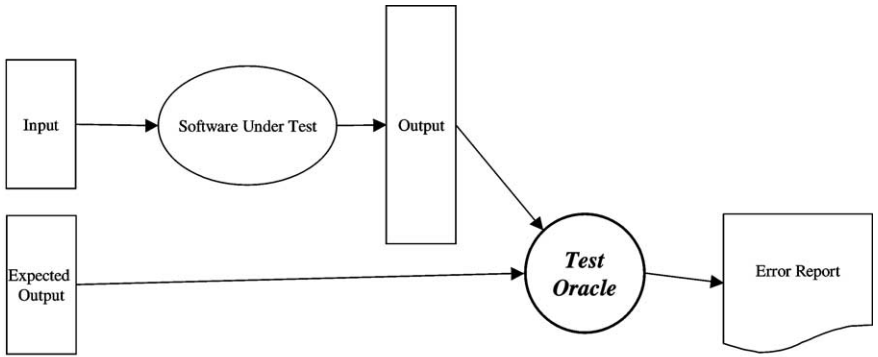 Input
Software Under Test
Output
Expected
Output
Test
Oracle
Error Report